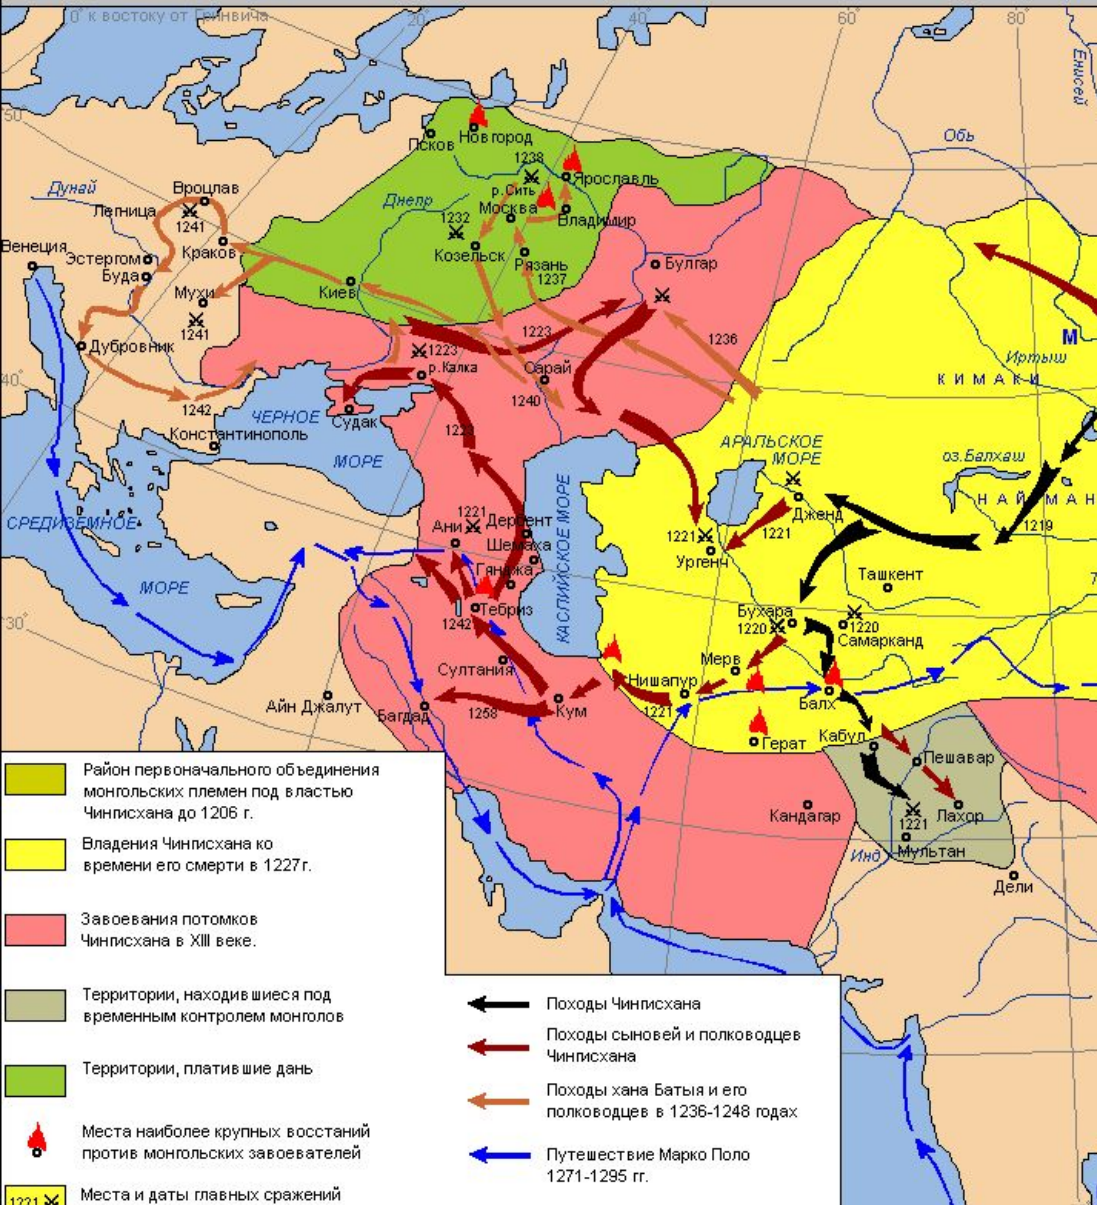 0° к востоку от Гринвича
20°
40°
60°
80°
Енисей
50°
Обь
Псков
Новгород
1238
р.Сить
Ярославль
Дунай
Вроцлав
Легница
1241
Днепр
1232
Москва
Владимир
Венеция
Эстергом
Краков
Козельск
Рязань
1237
Булгар
Буда
Киев
Мухи
1241
1236
М
Дубровник
1223
1223
р.Калка
Сарай
1240
Иртыш
КИМАКИ
40°
1242
ЧЕРНОЕ
МОРЕ
Судак
Константинополь
1223
АРАЛЬСКОЕ
МОРЕ
оз.Балхаш
НАЙМАН
СРЕДИЗЕМНОЕ
МОРЕ
КАСПИЙСКОЕ МОРЕ
1221
Ани
Дербент
Шемаха
Гянджа
Дженд
1221
1221
Ургенч
1219
Ташкент
30°
Тебриз
1242
Бухара
1220
1220
Самарканд
Султания
Мерв
Нишапур
1221
Айн Джалут
Багдад
1258
Кум
Балх
Герат
Кабул
Пешавар
Кандагар
1221
Лахор
Инд
Мультан
Дели
Район первоначального объединения
монгольских племен под властью
Чингисхана до 1206 г.
Владения Чингисхана ко
времени его смерти в 1227г.
Завоевания потомков
Чингисхана в XIII веке.
Территории, находившиеся под
временным контролем монголов
Территории, платившие дань
Места наиболее крупных восстаний
против монгольских завоевателей
1221
Места и даты главных сражений
Походы Чингисхана
Походы сыновей и полководцев
Чингисхана
Походы хана Батыя и его
полководцев в 1236-1248 годах
Путешествие Марко Поло
1271-1295 гг.